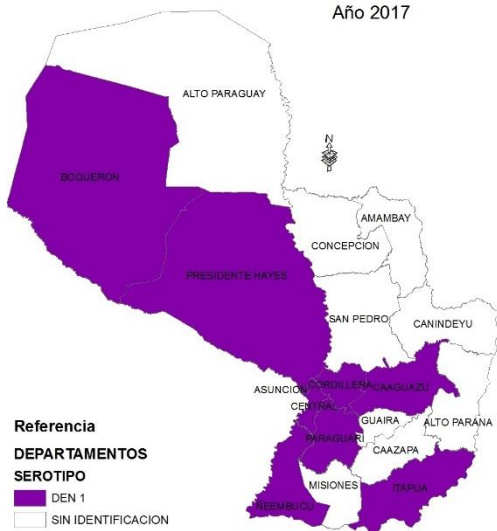 Año 2017
ALTO PARAGUAY
N
BOQUERON
AMAMBAY
CONCEPCION
PRESIDENTE HAYES
SAN PEDRO
CANINDEYU
ASUNCION
CORDILLERA
CAAGUAZU
CENTRAL
GUAIRA
ALTO PARANA
PARAGUARI
CAAZAPA
MISIONES
ITAPUA
ÑEEMBUCU
Referencia
DEPARTAMENTOS
SEROTIPO
DEN 1
SIN IDENTIFICACION